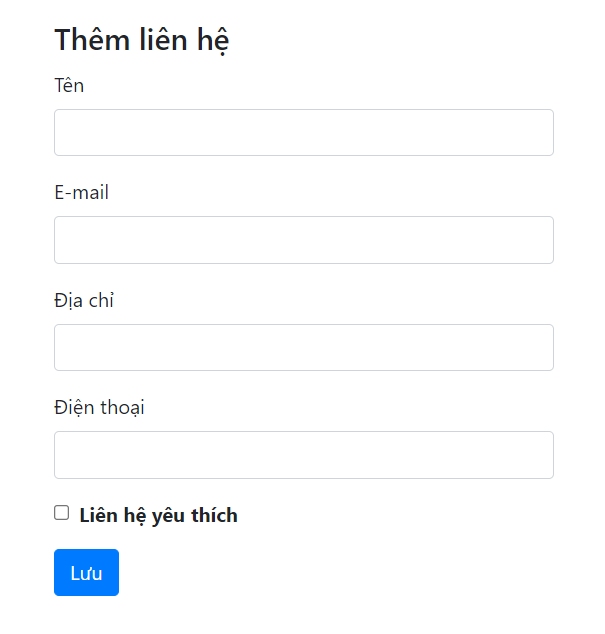 Thêm liên hệ
Tên
E-mail
Địa chỉ
Điện thoại
Liên hệ yêu thích
Lưu